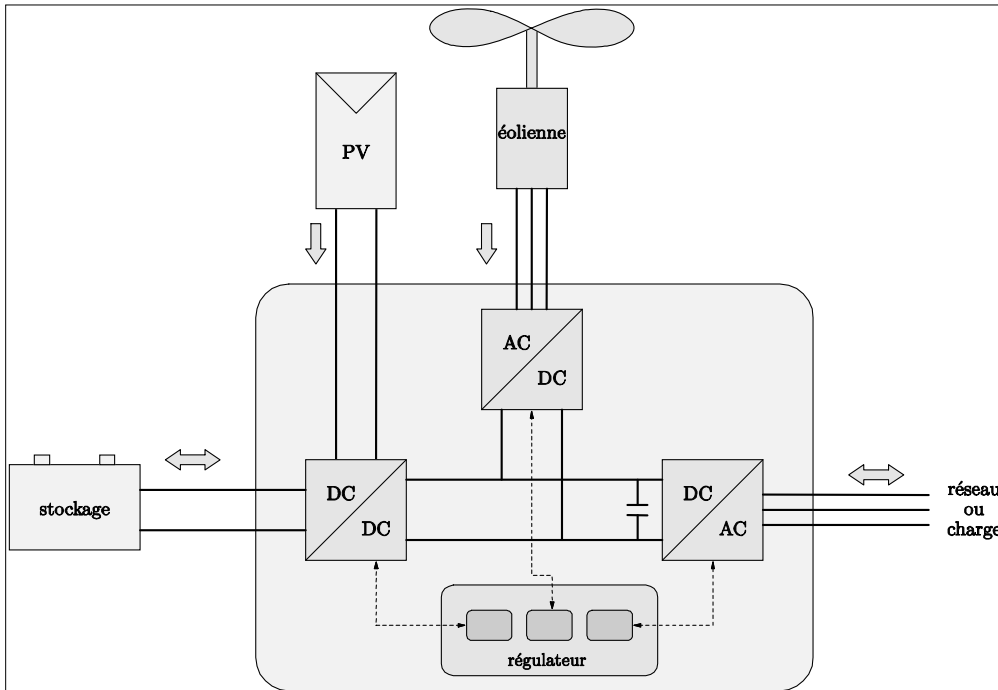 éolienne
PV
AC
DC
DC
DC
DC
AC
stockage
réseau
ou
charge
régulateur